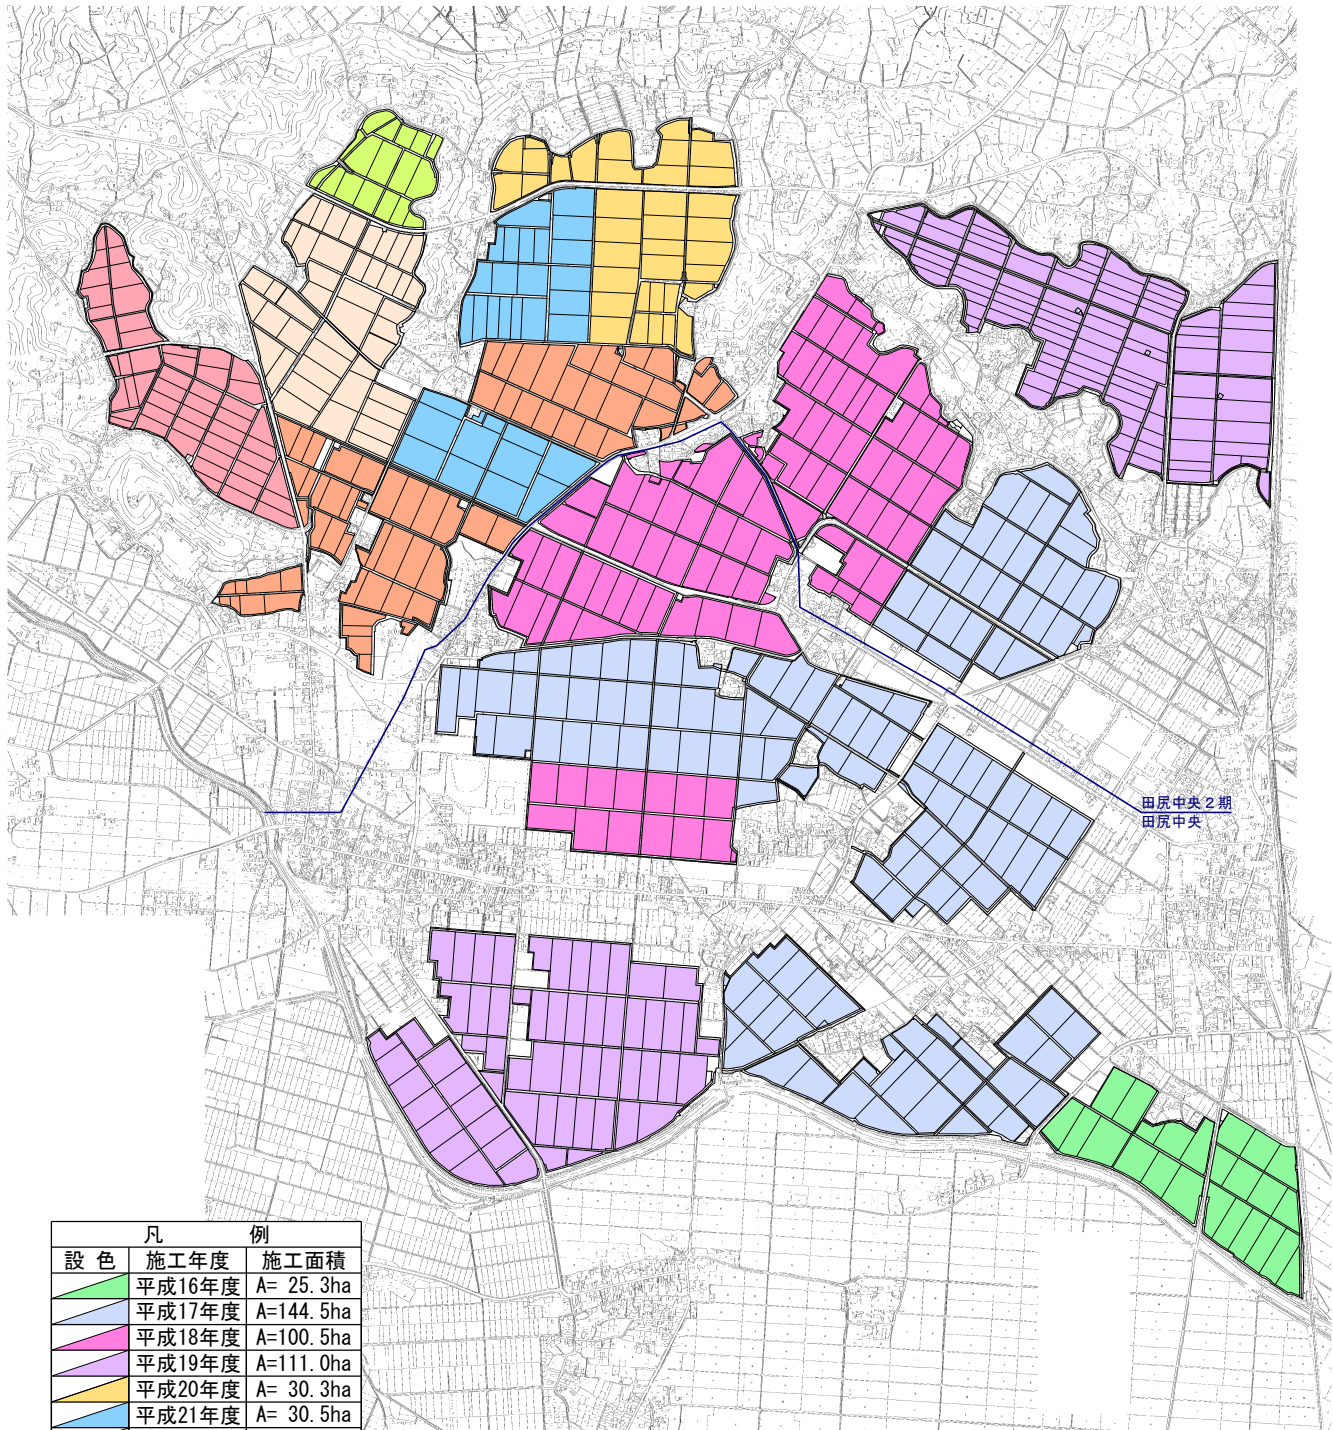 田尻中央2期
田尻中央
凡 例
設 色 施工年度 施工面積
平成16年度 A= 25.3ha
平成17年度 A=144.5ha
平成18年度 A=100.5ha
平成19年度 A=111.0ha
平成20年度 A= 30.3ha
平成21年度 A= 30.5ha